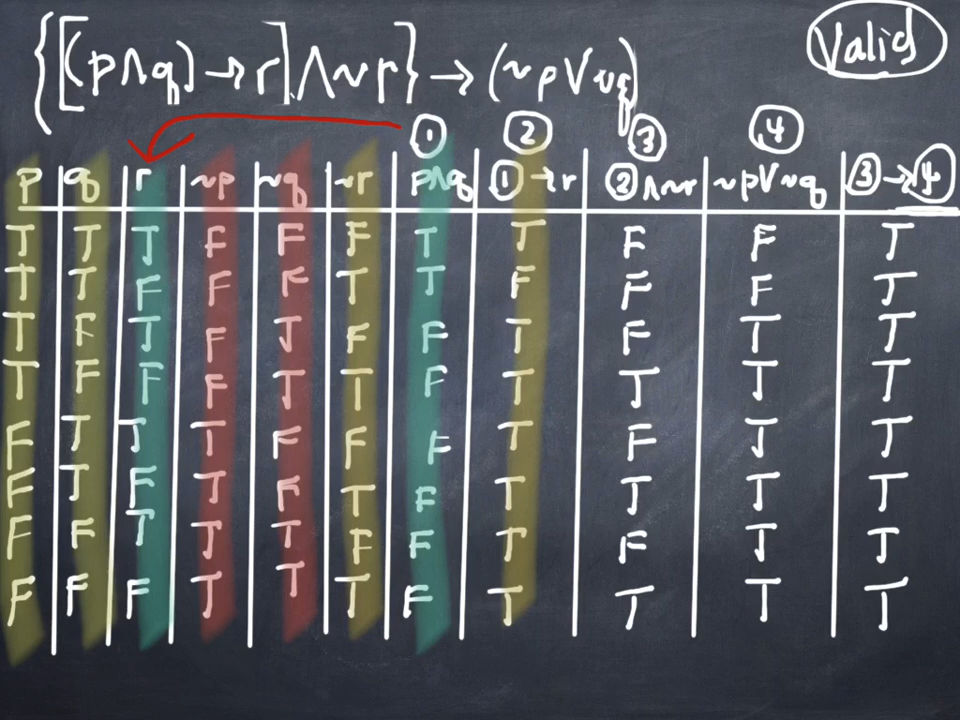 Valid
{[(p∧q)→r]∧~r}→(~p∨~q)
① ② ③ ④
p q r ~p ~q ~r p∧q ①→r ②∧~r ~p∨~q ③→④
T T T F F F T T F F T
T T F F F T T F F F T
T F T F T F F T F T T
T F F F T T F T T T T
F T T T F F F T F T T
F T F T F T F T T T T
F F T T T F F T F T T
F F F T T T F T T T T